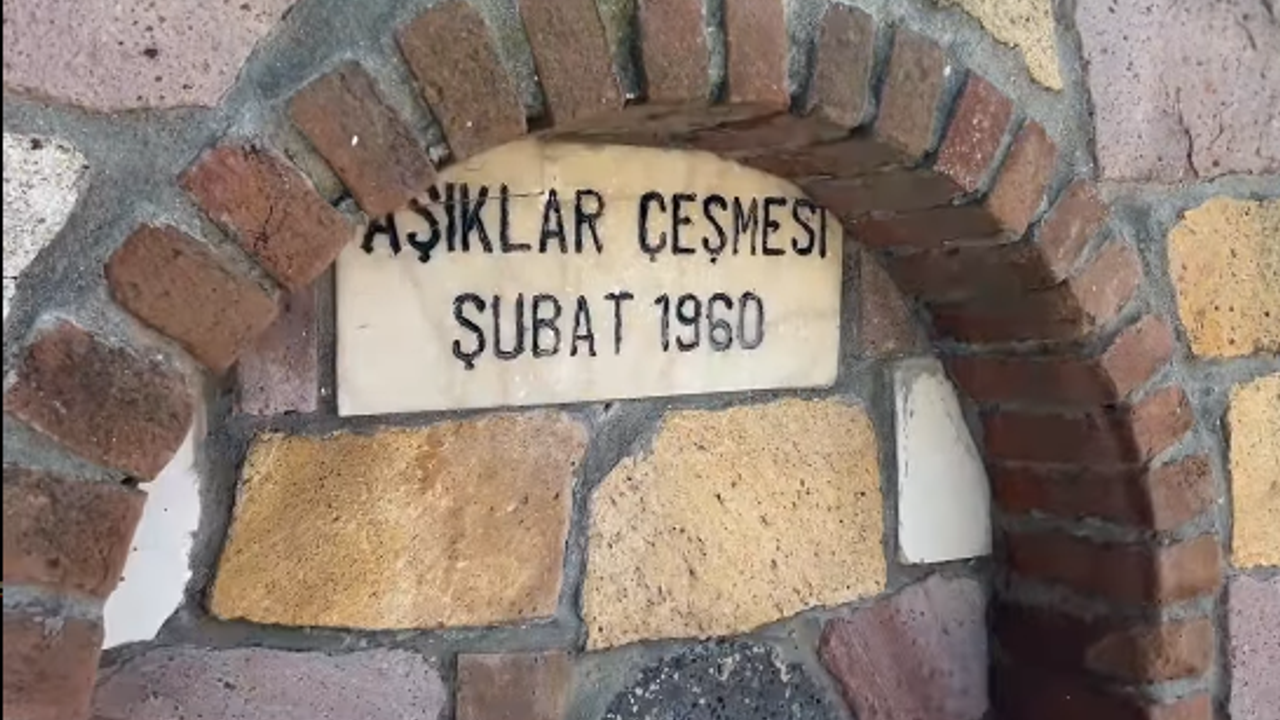 AŞIKLAR ÇEŞMESİ
ŞUBAT 1960